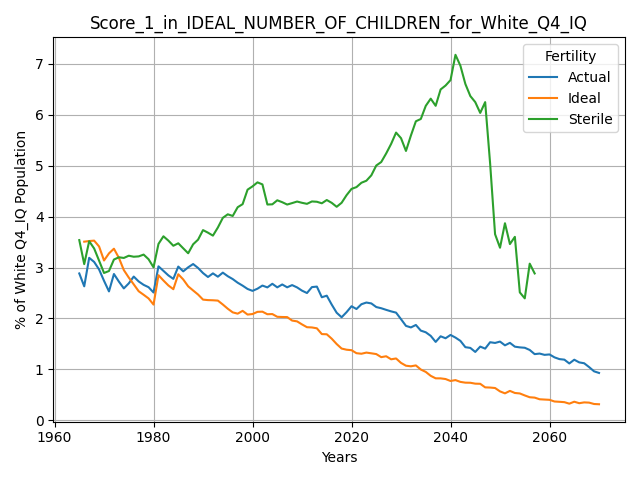 Score_1_in_IDEAL_NUMBER_OF_CHILDREN_for_White_Q4_IQ
% of White Q4_IQ Population
7
6
5
4
3
2
1
0
Fertility
Actual
Ideal
Sterile
1960
1980
2000
2020
2040
2060
Years